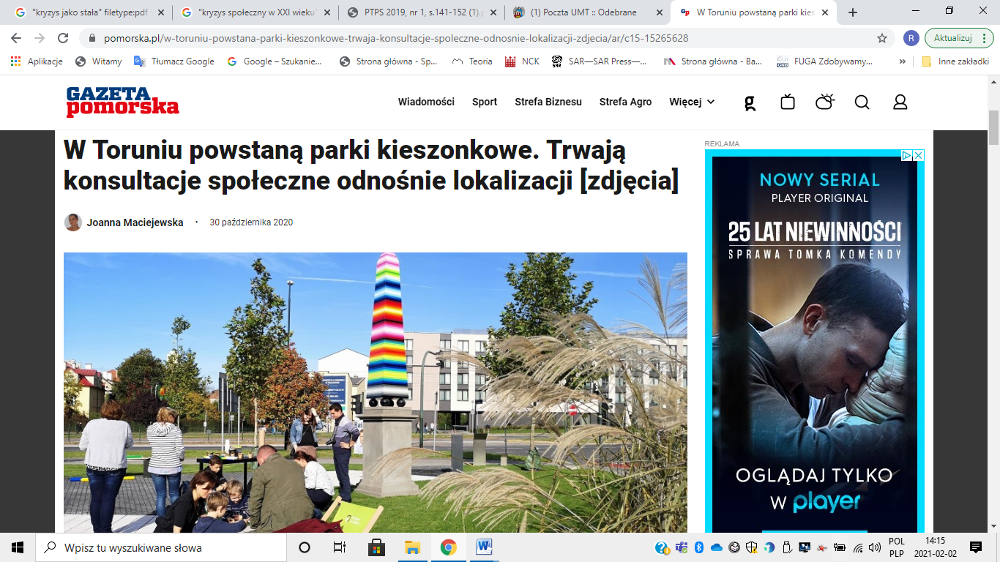 "kryzys jako stała" filetype:pdf
"kryzys społeczny w XXI wieku"
PTPS 2019, nr 1, s.141-152 (1).p
(1) Poczta UMT :: Odebrane
W Toruniu powstaną parki kies
pomorska.pl/w-toruniu-powstana-parki-kieszonkowe-trwaja-konsultacje-spoleczne-odnosnie-lokalizacji-zdjecia/ar/c15-15265628
R
Aktualizuj
Aplikacje
Witamy
Tłumacz Google
Google – Szukanie...
Strona główna - Sp...
Teoria
NCK
SAR—SAR Press—...
Strona główna - Ba...
FUGA Zdobywamy...
»
Inne zakładki
GAZETA
pomorska
Wiadomości
Sport
Strefa Biznesu
Strefa Agro
Więcej
g
W Toruniu powstaną parki kieszonkowe. Trwają
konsultacje społeczne odnośnie lokalizacji [zdjęcia]
Joanna Maciejewska • 30 października 2020
REKLAMA
NOWY SERIAL
PLAYER ORIGINAL
25 LAT NIEWINNOŚCI
SPRAWA TOMKA KOMENDY
OGLĄDAJ TYLKO
W player
Wpisz tu wyszukiwane słowa
POL
PLP
14:15
2021-02-02